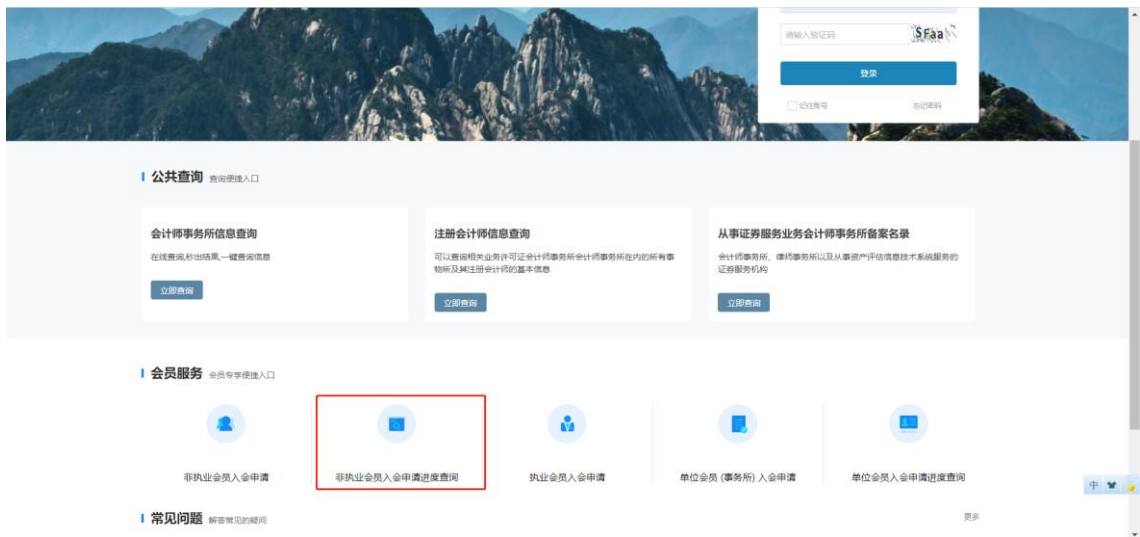 请输入验证码
SFaa
登录
记住账号
忘记密码
公共查询 查询便捷入口
会计师事务所信息查询
在线查询,秒出结果,一键查询信息
立即查询
注册会计师信息查询
可以查询相关业务许可证会计师事务所会计师事务所在内的所有事
物所及其注册会计师的基本信息
立即查询
从事证券服务业务会计师事务所备案名录
会计师事务所、律师事务所以及从事资产评估信息技术系统服务的
证券服务机构
立即查询
会员服务 会员专享便捷入口
非执业会员入会申请
非执业会员入会申请进度查询
执业会员入会申请
单位会员 (事务所) 入会申请
单位会员入会申请进度查询
中
常见问题 解答常见的疑问
更多